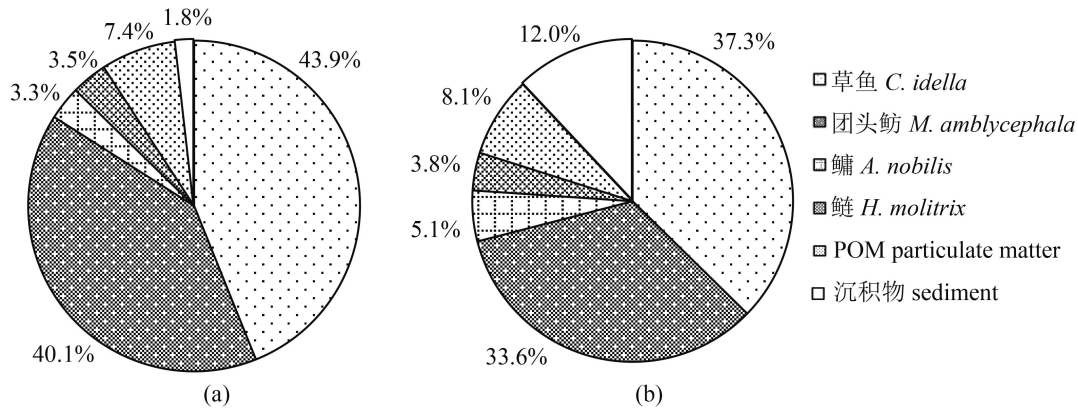 1.8%
7.4%
3.5%
3.3%
43.9%
40.1%
(a)
12.0%
8.1%
3.8%
5.1%
37.3%
33.6%
(b)
草鱼 C. idella
团头鲂 M. amblycephala
鳙 A. nobilis
鲢 H. molitrix
POM particulate matter
沉积物 sediment